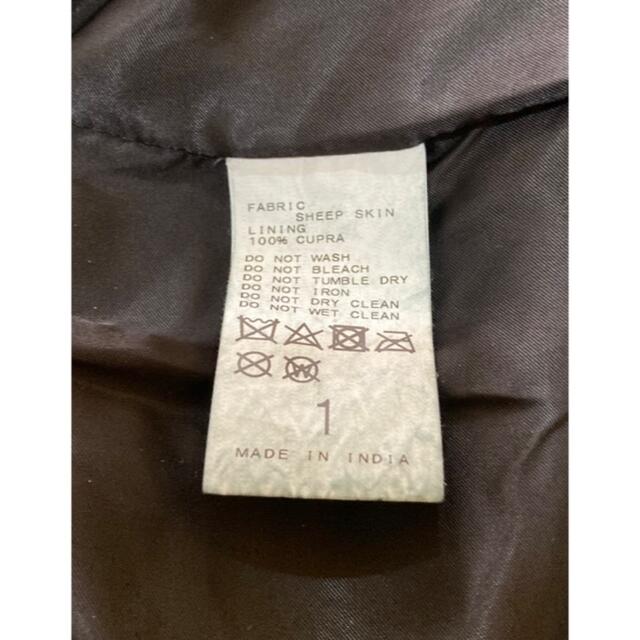 FABRIC
SHEEP SKIN
LINING
100% CUPRA
DO NOT WASH
DO NOT BLEACH
DO NOT TUMBLE DRY
DO NOT IRON
DO NOT DRY CLEAN
DO NOT WET CLEAN
W
1
MADE IN INDIA